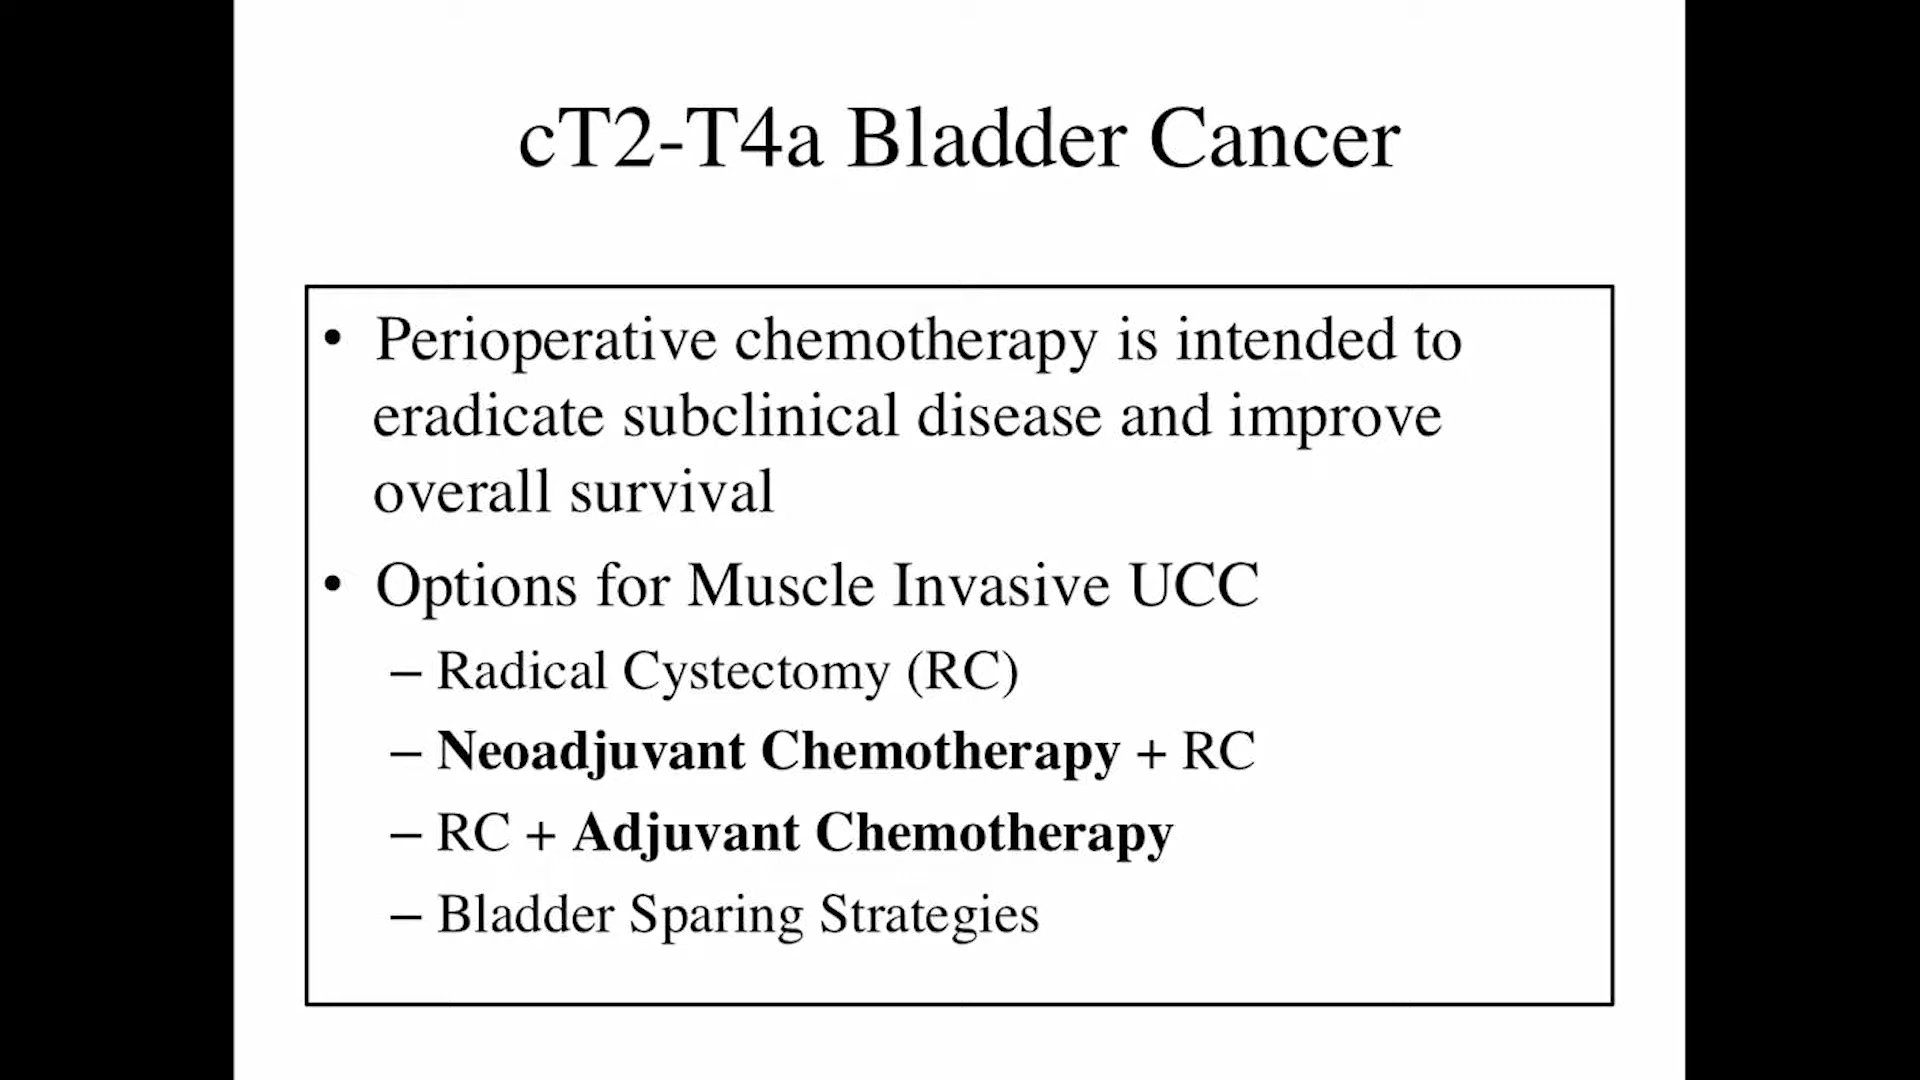 cT2-T4a Bladder Cancer
• Perioperative chemotherapy is intended to
eradicate subclinical disease and improve
overall survival
• Options for Muscle Invasive UCC
– Radical Cystectomy (RC)
– Neoadjuvant Chemotherapy + RC
– RC + Adjuvant Chemotherapy
– Bladder Sparing Strategies